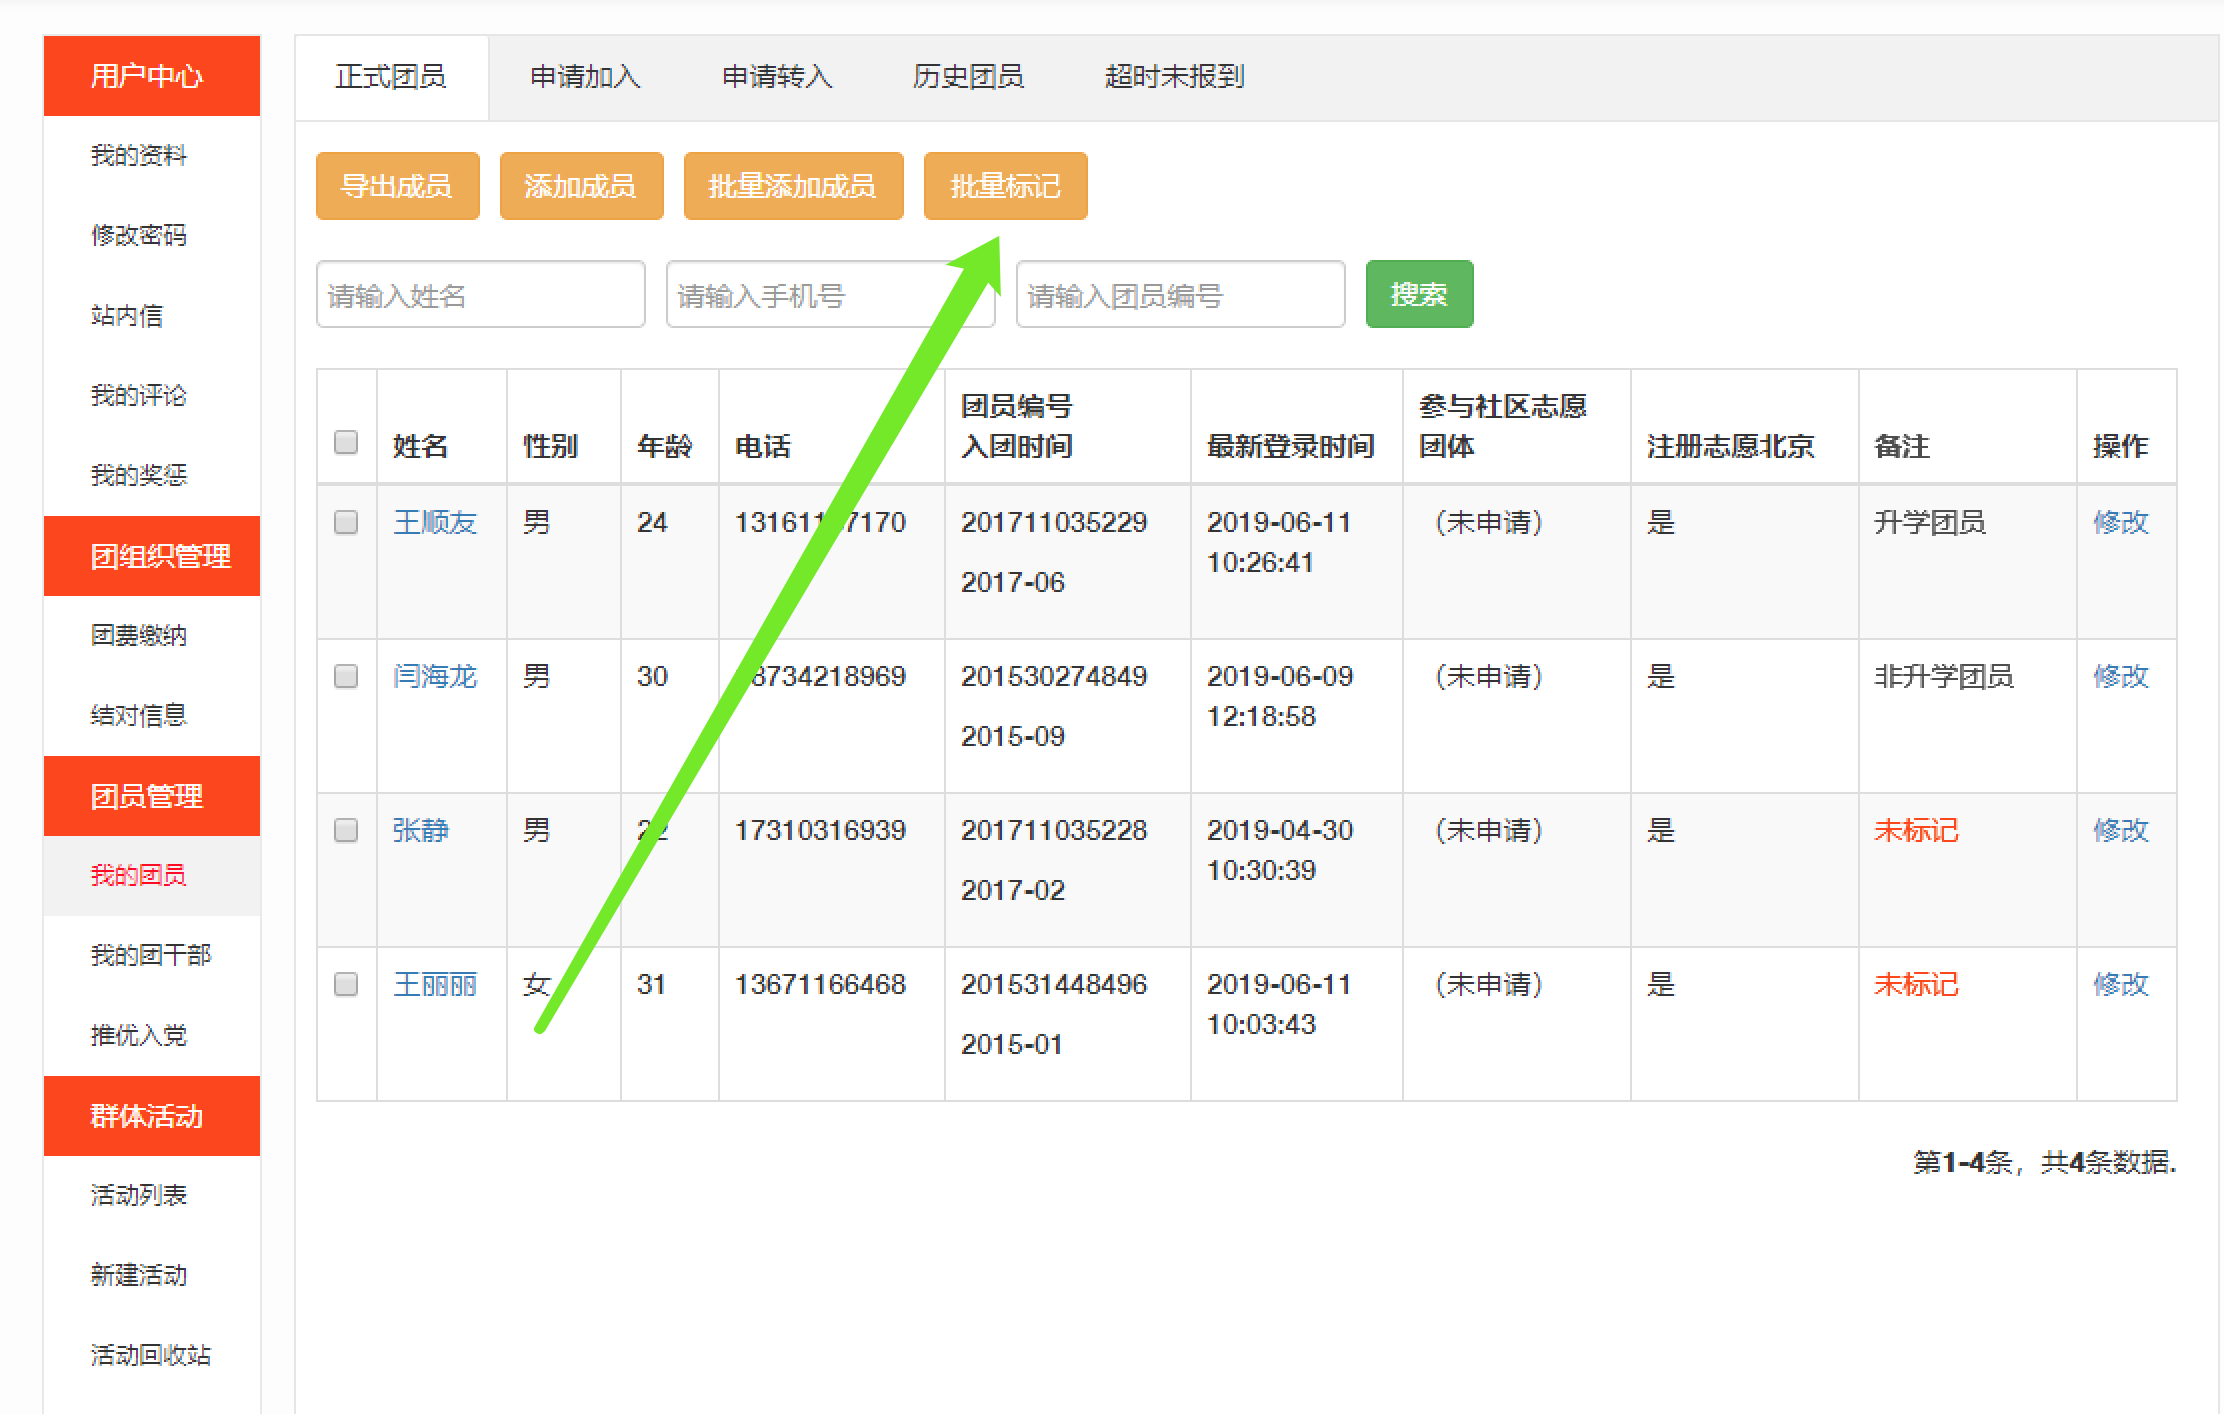 用户中心
我的资料
修改密码
站内信
我的评论
我的奖惩
团组织管理
团费缴纳
结对信息
团员管理
我的团员
我的团干部
推优入党
群体活动
活动列表
新建活动
活动回收站
正式团员 申请加入 申请转入 历史团员 超时未报到
导出成员 添加成员 批量添加成员 批量标记
请输入姓名 请输入手机号 请输入团员编号 搜索
姓名 性别 年龄 电话 团员编号 入团时间 最新登录时间 参与社区志愿团体 注册志愿北京 备注 操作
王顺友 男 24 201711035229 2019-06-11 （未申请） 是 升学团员 修改
10:26:41
2017-06
闫海龙 男 30 201530274849 2019-06-09 （未申请） 是 非升学团员 修改
12:18:58
2015-09
张静 男 17310316939 201711035228 2019-04-30 （未申请） 是 未标记 修改
10:30:39
2017-02
王丽丽 女 31 13671166468 201531448496 2019-06-11 （未申请） 是 未标记 修改
10:03:43
2015-01
第1-4条，共4条数据.